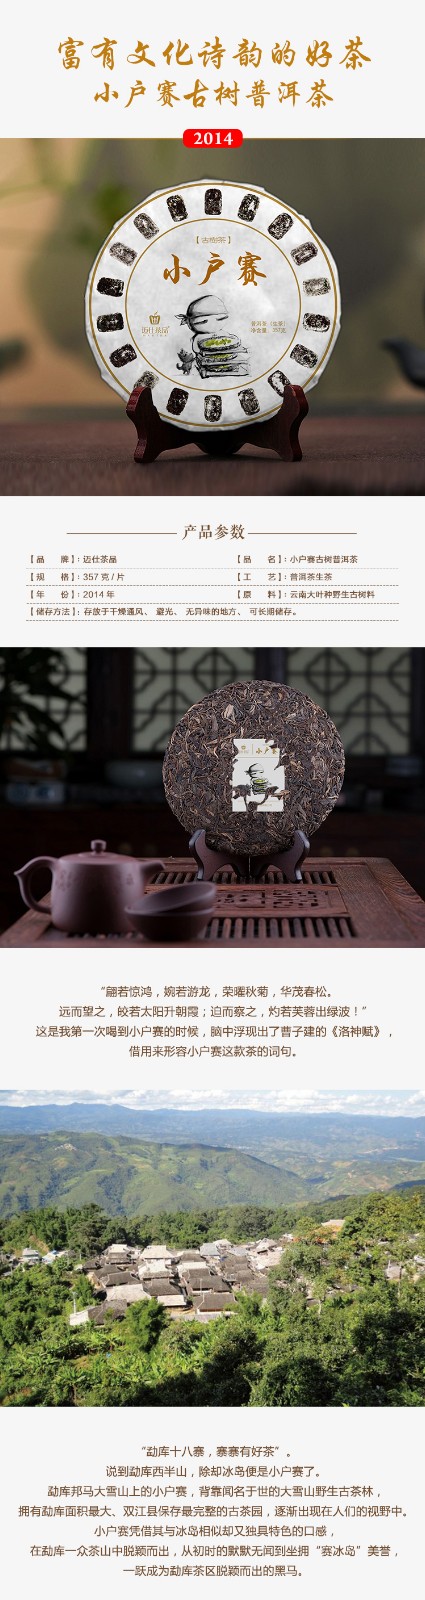 富有文化诗韵的好茶
小户赛古树普洱茶
2014
【古樹茶】
小户赛
迈仕茶品
普洱茶（生茶）
净含量：357克
产品参数
【品 牌】：迈仕茶品 【品 名】：小户赛古树普洱茶
【规 格】：357克/片 【工 艺】：普洱茶生茶
【年 份】：2014年 【原 料】：云南大叶种野生古树料
【储存方法】：存放于干燥通风、避光、无异味的地方、可长期储存。
小户赛
“翩若惊鸿，婉若游龙，荣曜秋菊，华茂春松。
远而望之，皎若太阳升朝霞；迫而察之，灼若芙蓉出绿波！”
这是我第一次喝到小户赛的时候，脑中浮现出了曹子建的《洛神赋》，
借用来形容小户赛这款茶的词句。
“勐库十八寨，寨寨有好茶”。
说到勐库西半山，除却冰岛便是小户赛了。
勐库邦马大雪山上的小户赛，背靠闻名于世的大雪山野生古茶林，
拥有勐库面积最大、双江县保存最完整的古茶园，逐渐出现在人们的视野中。
小户赛凭借其与冰岛相似却又独具特色的口感，
在勐库一众茶山中脱颖而出，从初时的默默无闻到坐拥“赛冰岛”美誉，
一跃成为勐库茶区脱颖而出的黑马。